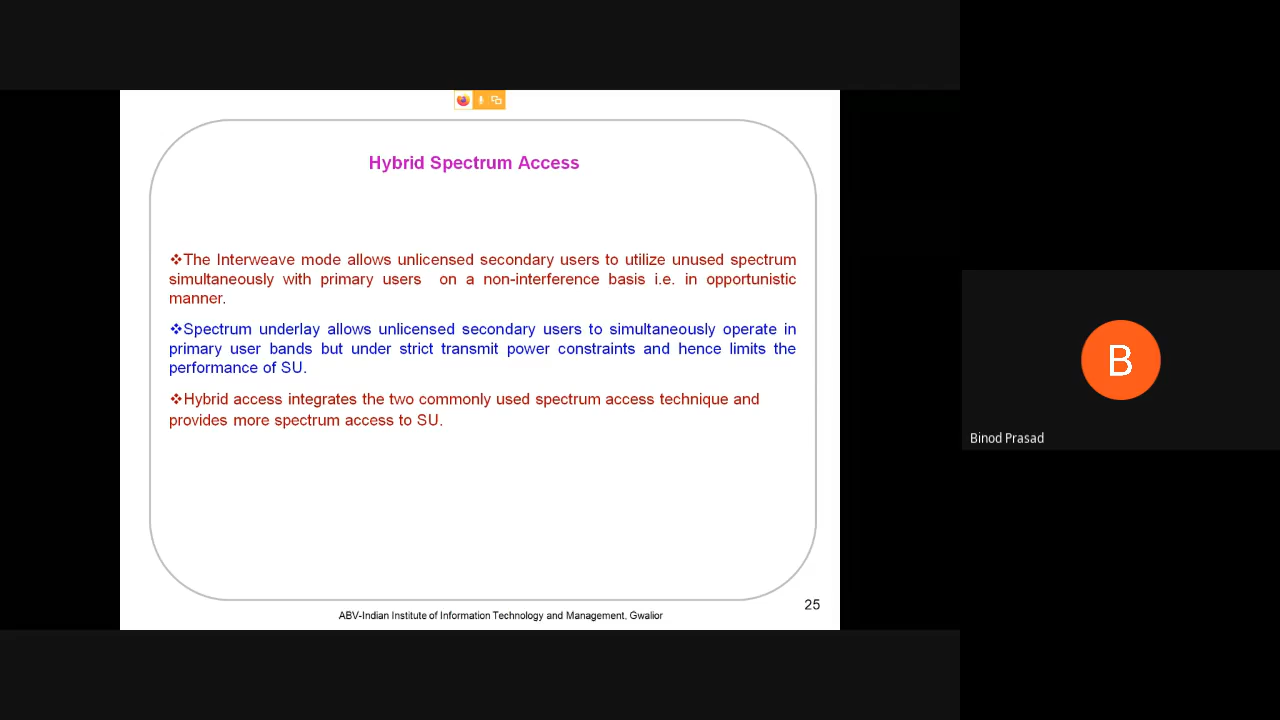 Hybrid Spectrum Access
❖The Interweave mode allows unlicensed secondary users to utilize unused spectrum
simultaneously with primary users on a non-interference basis i.e. in opportunistic
manner.
❖Spectrum underlay allows unlicensed secondary users to simultaneously operate in
primary user bands but under strict transmit power constraints and hence limits the
performance of SU.
❖Hybrid access integrates the two commonly used spectrum access technique and
provides more spectrum access to SU.
25
ABV-Indian Institute of Information Technology and Management, Gwalior
B
Binod Prasad